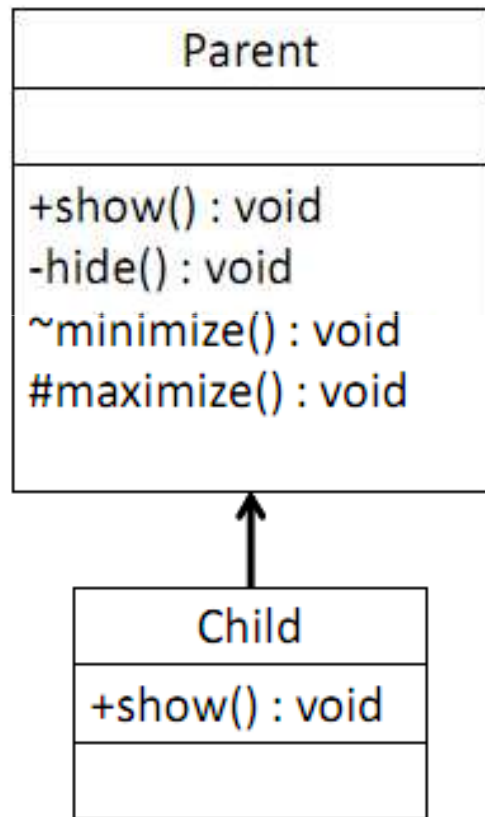 Parent
+show() : void
-hide() : void
~minimize() : void
#maximize() : void
Child
+show() : void